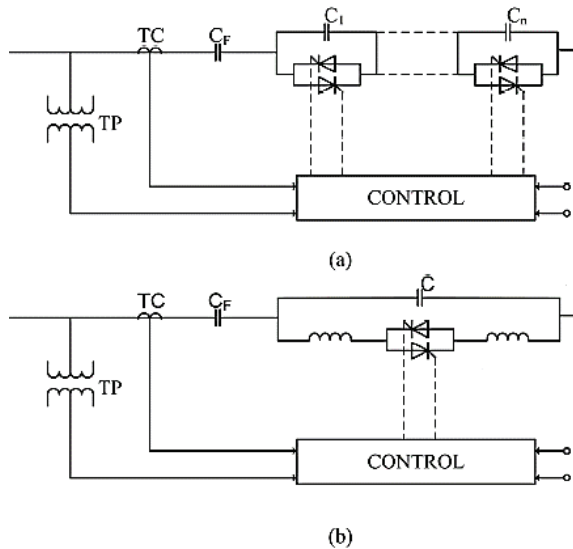 TC C_F C_1 C_n
TP
CONTROL
(a)
TC C_F C
TP
CONTROL
(b)